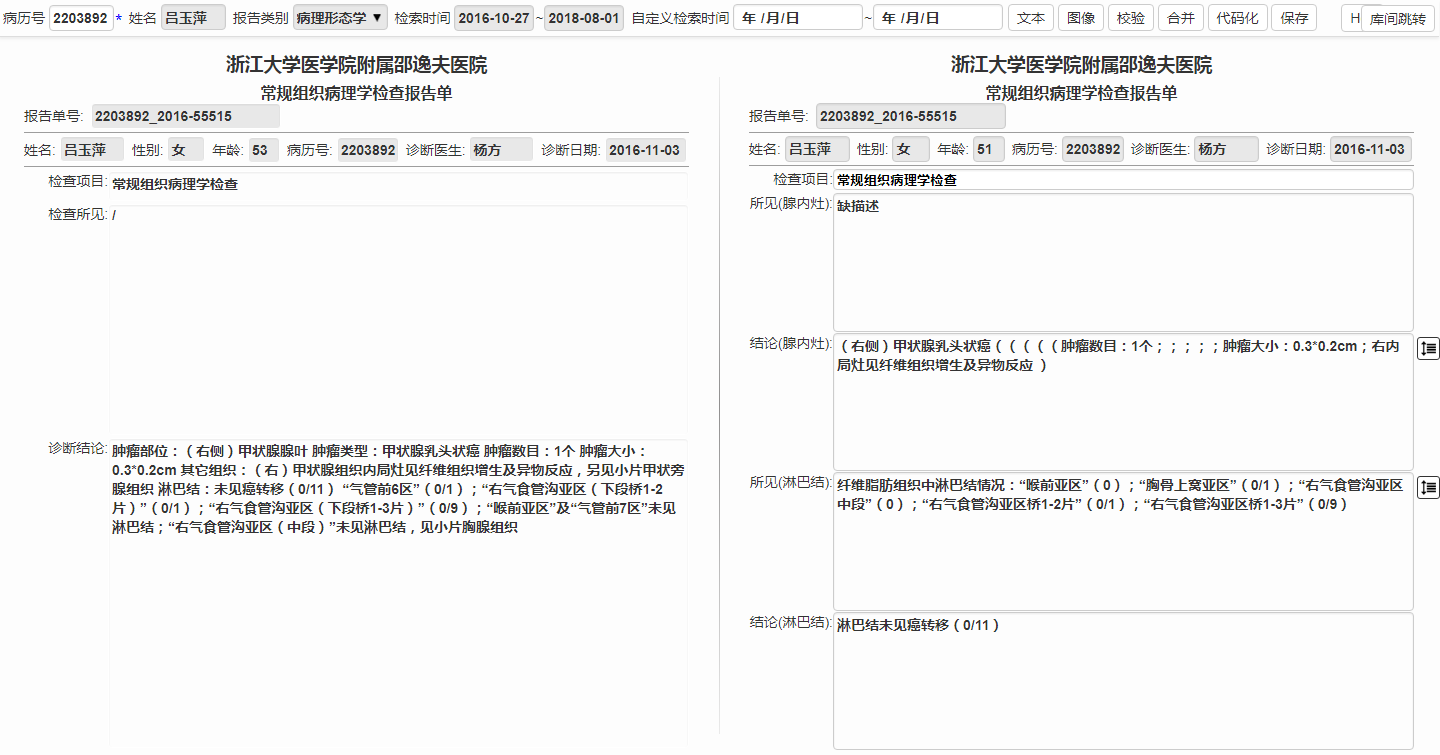 病历号 2203892 * 姓名 吕玉萍 报告类别 病理形态学 ▼ 检索时间 2016-10-27 ~ 2018-08-01 自定义检索时间 年 /月/日 ~ 年 /月/日 文本 图像 校验 合并 代码化 保存 H 库间跳转
浙江大学医学院附属邵逸夫医院
常规组织病理学检查报告单
报告单号: 2203892_2016-55515
姓名: 吕玉萍 性别: 女 年龄: 53 病历号: 2203892 诊断医生: 杨方 诊断日期: 2016-11-03
检查项目: 常规组织病理学检查
检查所见: /
诊断结论: 肿瘤部位：（右侧）甲状腺腺叶 肿瘤类型：甲状腺乳头状癌 肿瘤数目：1个 肿瘤大小：
0.3*0.2cm 其它组织：（右）甲状腺组织内局灶见纤维组织增生及异物反应，另见小片甲状旁
腺组织 淋巴结：未见癌转移（0/11） “气管前6区”（0/1）；“右气食管沟亚区（下段桥1-2
片）”（0/1）；“右气食管沟亚区（下段桥1-3片）”（0/9）；“喉前亚区”及“气管前7区”未见
淋巴结；“右气食管沟亚区（中段）”未见淋巴结，见小片胸腺组织
浙江大学医学院附属邵逸夫医院
常规组织病理学检查报告单
报告单号: 2203892_2016-55515
姓名: 吕玉萍 性别: 女 年龄: 51 病历号: 2203892 诊断医生: 杨方 诊断日期: 2016-11-03
检查项目: 常规组织病理学检查
所见(腺内灶): 缺描述
结论(腺内灶): （右侧）甲状腺乳头状癌（（（（（肿瘤数目：1个；；；；；肿瘤大小：0.3*0.2cm；右内
局灶见纤维组织增生及异物反应 ）
所见(淋巴结): 纤维脂肪组织中淋巴结情况：“喉前亚区”（0）；“胸骨上窝亚区”（0/1）；“右气食管沟亚区
中段”（0）；“右气食管沟亚区桥1-2片”（0/1）；“右气食管沟亚区桥1-3片”（0/9）
结论(淋巴结): 淋巴结未见癌转移（0/11）